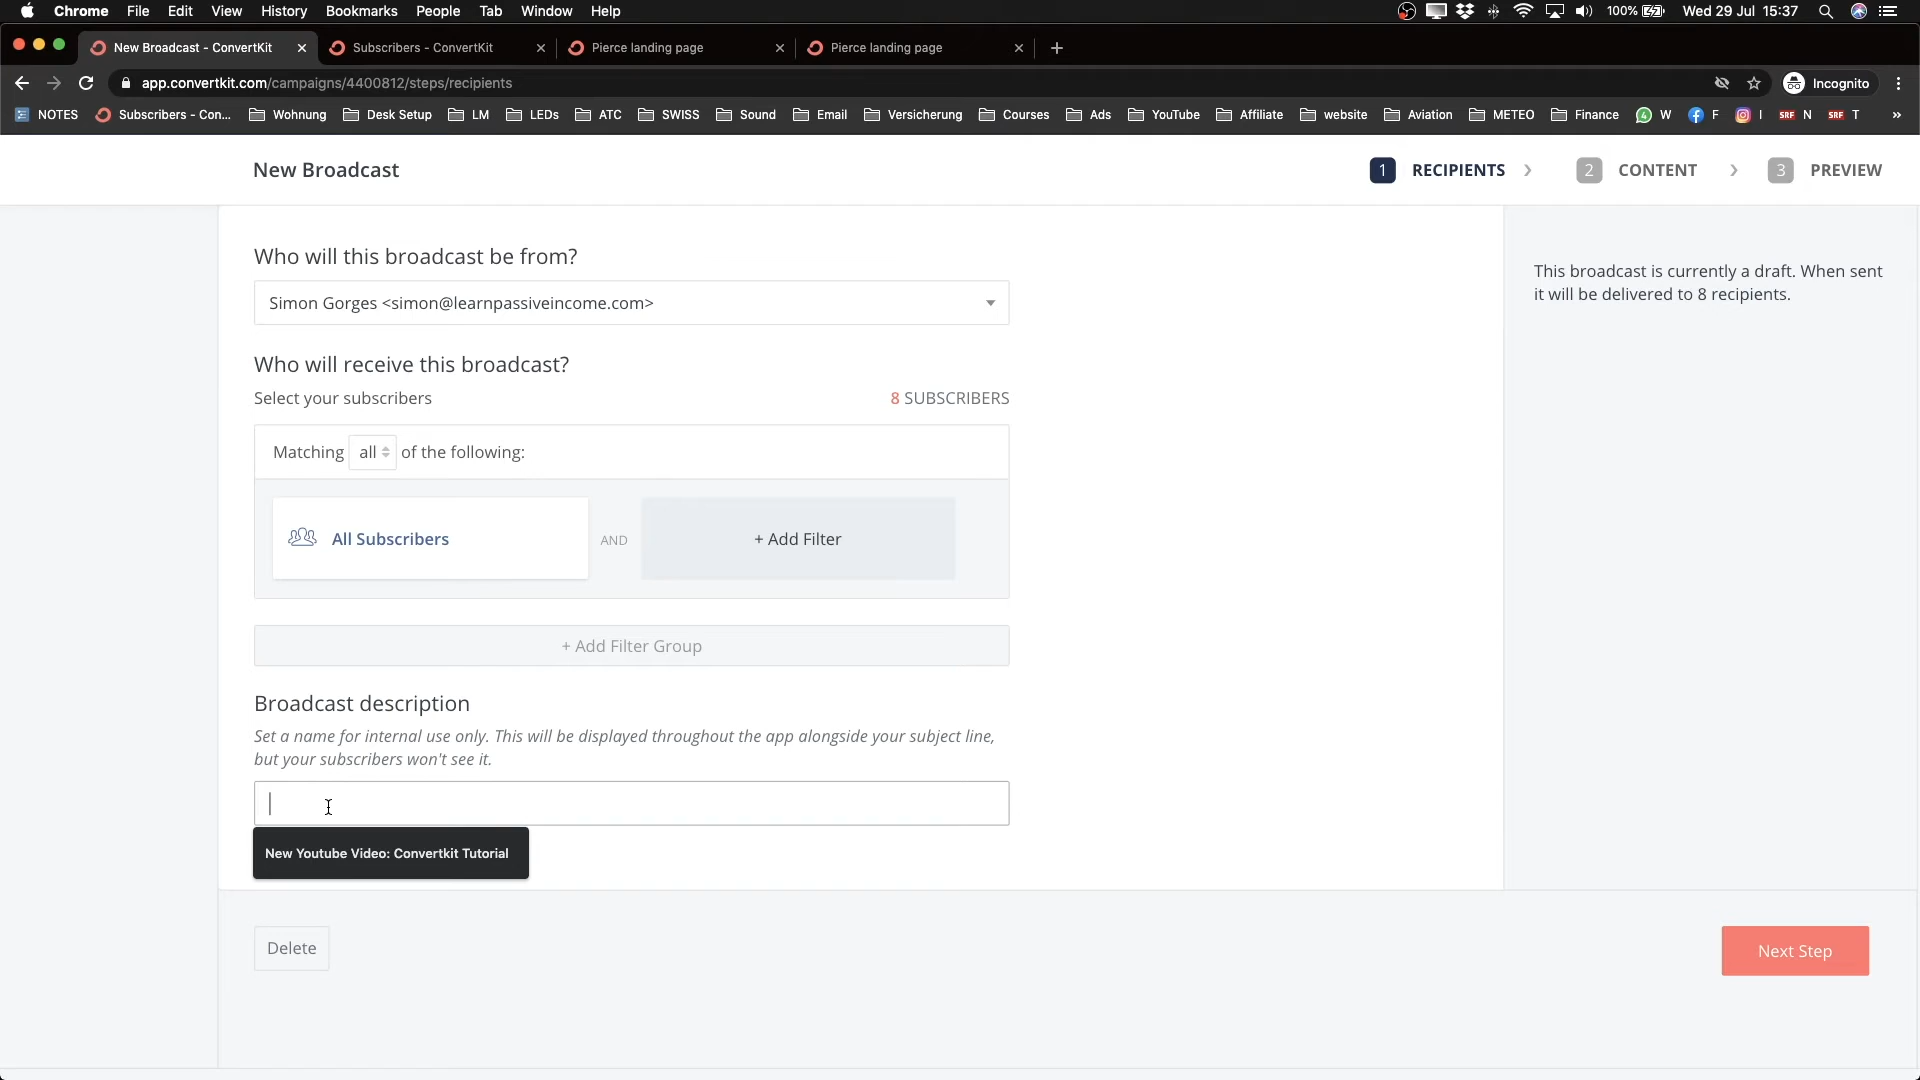 Chrome File Edit View History Bookmarks People Tab Window Help 100% Wed 29 Jul 15:37
New Broadcast - ConvertKit Subscribers - ConvertKit Pierce landing page Pierce landing page
app.convertkit.com/campaigns/4400812/steps/recipients Incognito
NOTES Subscribers - Con... Wohnung Desk Setup LM LEDs ATC SWISS Sound Email Versicherung Courses Ads YouTube Affiliate website Aviation METEO Finance 4 W F I SRF N SRF T »
New Broadcast 1 RECIPIENTS 2 CONTENT 3 PREVIEW
Who will this broadcast be from?
Simon Gorges <simon@learnpassiveincome.com>
This broadcast is currently a draft. When sent
it will be delivered to 8 recipients.
Who will receive this broadcast?
Select your subscribers 8 SUBSCRIBERS
Matching all of the following:
All Subscribers AND + Add Filter
+ Add Filter Group
Broadcast description
Set a name for internal use only. This will be displayed throughout the app alongside your subject line,
but your subscribers won't see it.
New Youtube Video: Convertkit Tutorial
Delete Next Step